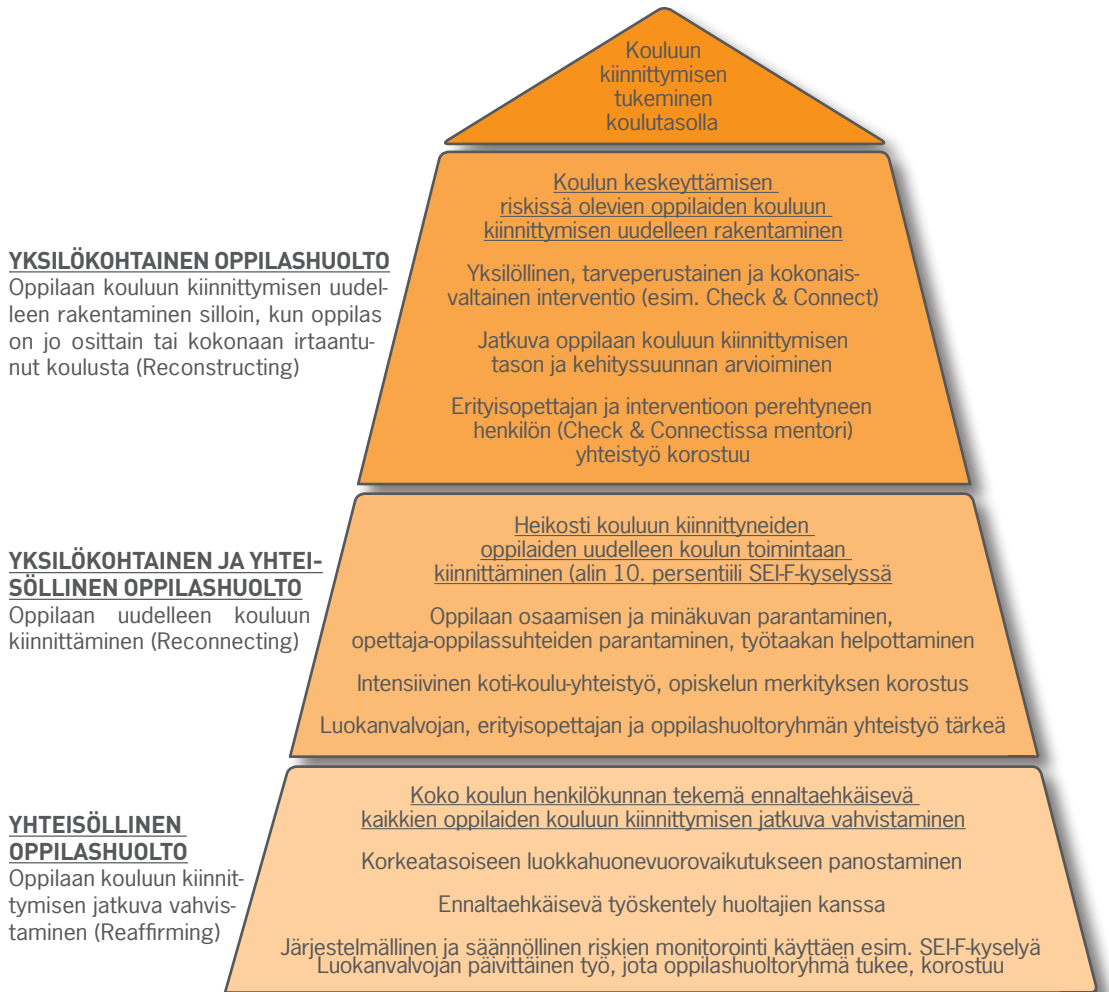 Kouluun
kiinnittymisen
tukeminen
koulutasolla
YKSILÖKOHTAINEN OPPILASHUOLTO
Oppilaan kouluun kiinnittymisen uudel-
leen rakentaminen silloin, kun oppilas
on jo osittain tai kokonaan irtaantu-
nut koulusta (Reconstructing)
Koulun keskeyttämisen
riskissä olevien oppilaiden kouluun
kiinnittymisen uudelleen rakentaminen
Yksilöllinen, tarveperustainen ja kokonais-
valtainen interventio (esim. Check & Connect)
Jatkuva oppilaan kouluun kiinnittymisen
tason ja kehityssuunnan arvioiminen
Erityisopettajan ja interventioon perehtyneen
henkilön (Check & Connectissa mentori)
yhteistyö korostuu
YKSILÖKOHTAINEN JA YHTEI-
SÖLLINEN OPPILASHUOLTO
Oppilaan uudelleen kouluun
kiinnittäminen (Reconnecting)
Heikosti kouluun kiinnittyneiden
oppilaiden uudelleen koulun toimintaan
kiinnittäminen (alin 10. persentiili SEI-F-kyselyssä
Oppilaan osaamisen ja minäkuvan parantaminen,
opettaja-oppilassuhteiden parantaminen, työtaakan helpottaminen
Intensiivinen koti-koulu-yhteistyö, opiskelun merkityksen korostus
Luokanvalvojan, erityisopettajan ja oppilashuoltoryhmän yhteistyö tärkeä
YHTEISÖLLINEN
OPPILASHUOLTO
Oppilaan kouluun kiinnit-
tymisen jatkuva vahvis-
taminen (Reaffirming)
Koko koulun henkilökunnan tekemä ennaltaehkäisevä
kaikkien oppilaiden kouluun kiinnittymisen jatkuva vahvistaminen
Korkeatasoiseen luokkahuonevuorovaikutukseen panostaminen
Ennaltaehkäisevä työskentely huoltajien kanssa
Järjestelmällinen ja säännöllinen riskien monitorointi käyttäen esim. SEI-F-kyselyä
Luokanvalvojan päivittäinen työ, jota oppilashuoltoryhmä tukee, korostuu